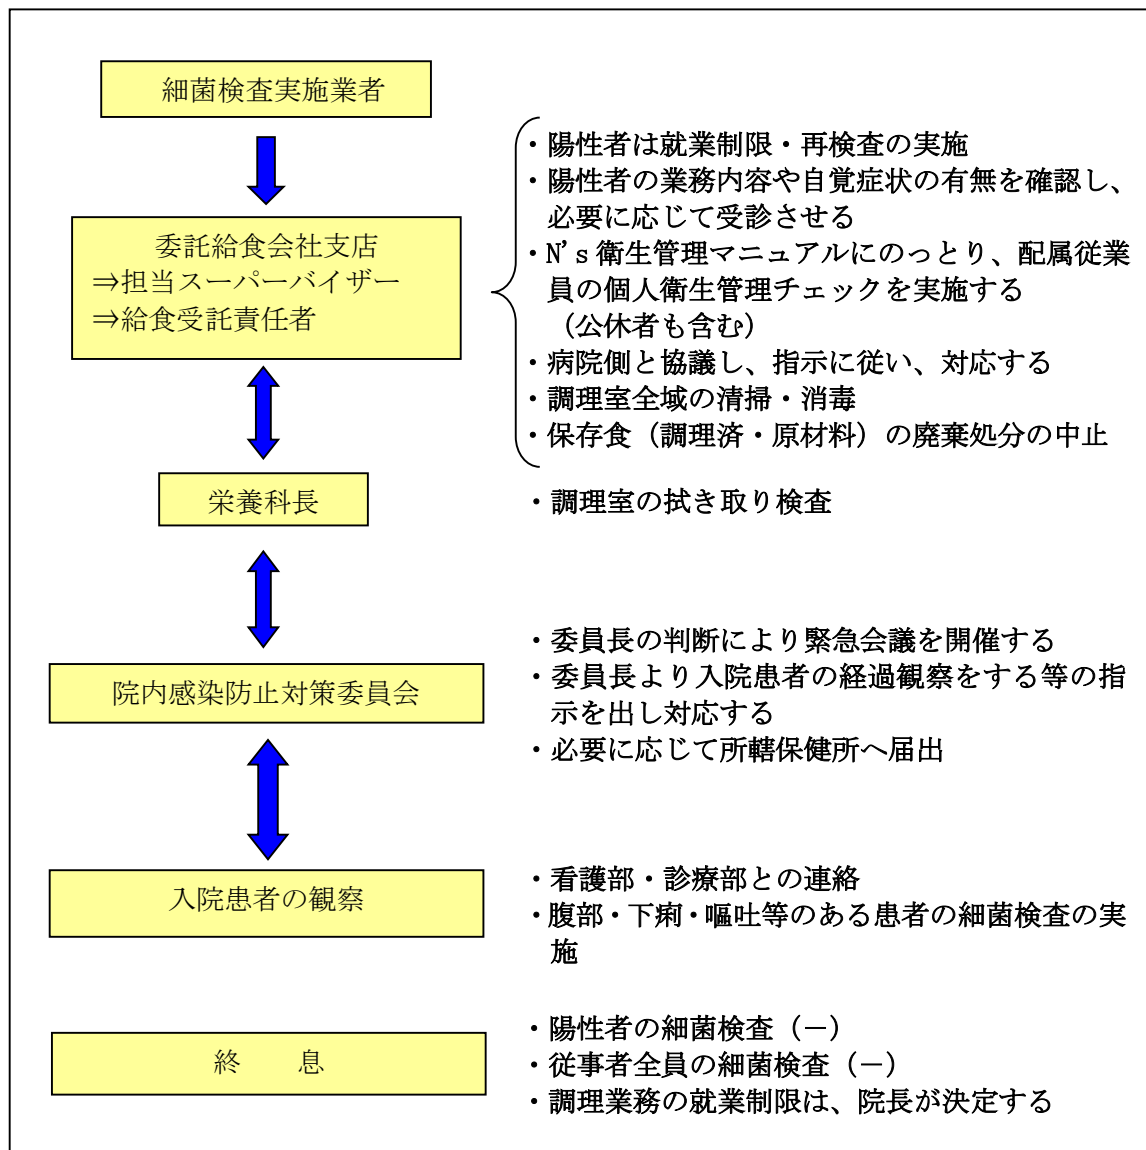 細菌検査実施業者
・陽性者は就業制限・再検査の実施
・陽性者の業務内容や自覚症状の有無を確認し、
必要に応じて受診させる
・N’s 衛生管理マニュアルにのっとり、配属従業
員の個人衛生管理チェックを実施する
（公休者も含む）
・病院側と協議し、指示に従い、対応する
・調理室全域の清掃・消毒
・保存食（調理済・原材料）の廃棄処分の中止
委託給食会社支店
⇒担当スーパーバイザー
⇒給食受託責任者
栄養科長
・調理室の拭き取り検査
院内感染防止対策委員会
・委員長の判断により緊急会議を開催する
・委員長より入院患者の経過観察をする等の指
示を出し対応する
・必要に応じて所轄保健所へ届出
入院患者の観察
・看護部・診療部との連絡
・腹部・下痢・嘔吐等のある患者の細菌検査の実
施
終　　息
・陽性者の細菌検査（－）
・従事者全員の細菌検査（－）
・調理業務の就業制限は、院長が決定する